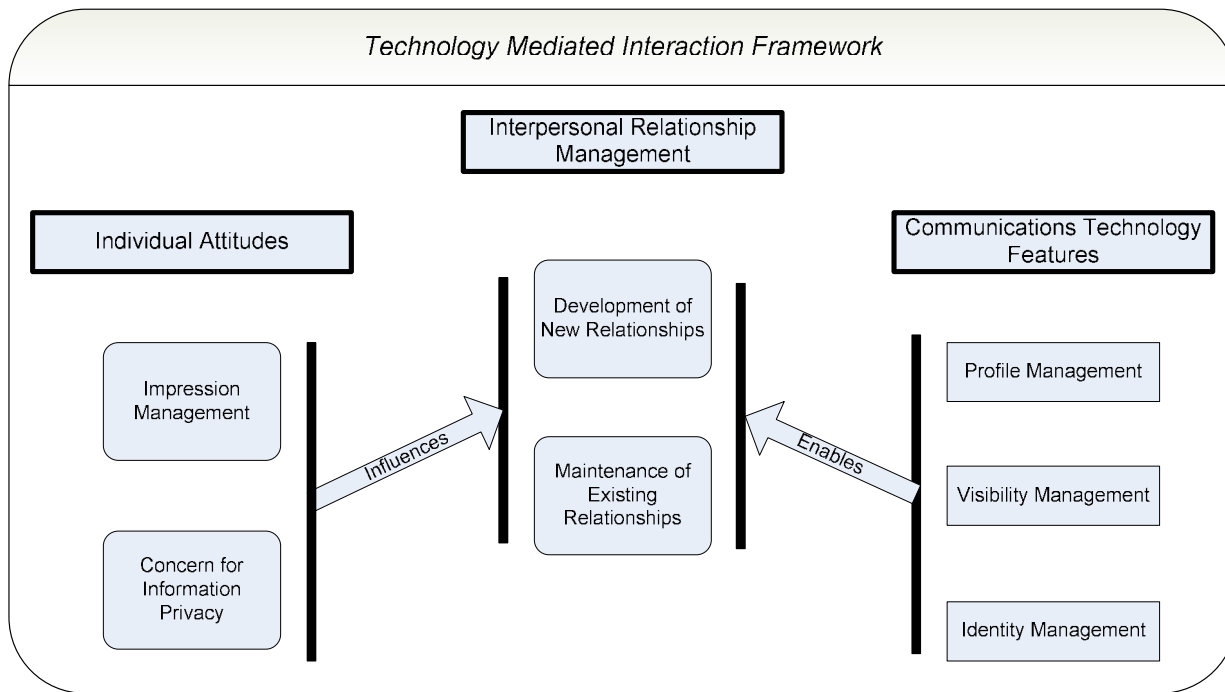 Technology Mediated Interaction Framework
Interpersonal Relationship
Management
Individual Attitudes
Communications Technology
Features
Impression
Management
Concern for
Information
Privacy
Influences
Development of
New Relationships
Maintenance of
Existing
Relationships
Enables
Profile Management
Visibility Management
Identity Management